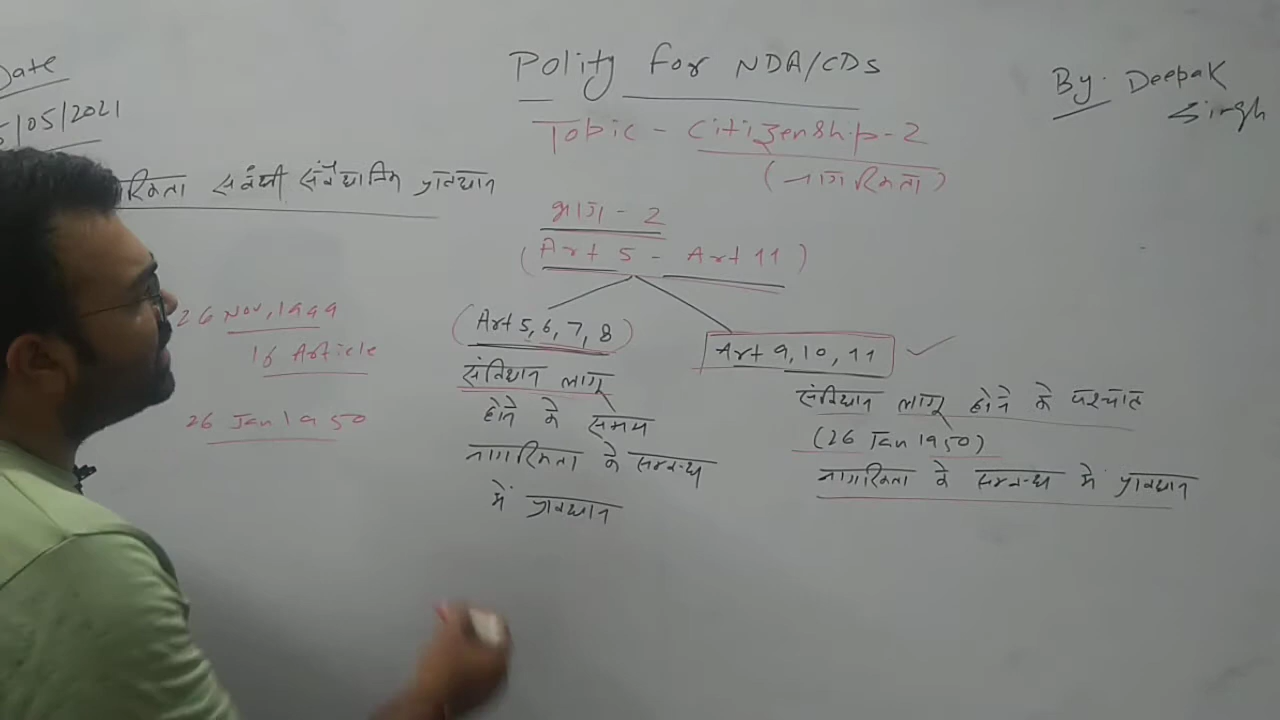 Date
5/05/2021
Polity for NDA/CDs
By. Deepak
Singh
Topic - Citizenship-2
(नागरिकता)
रिकता संबंधी संवैधानिक प्रावधान
भाग - 2
(Art 5 - Art 11)
26 Nov, 1949
16 Article
26 Jan 1950
(Art 5, 6, 7, 8)
संविधान लागू
होने के समय
नागरिकता के सम्बन्ध
में प्रावधान
Art 9, 10, 11
संविधान लागू होने के पश्चात
(26 Jan 1950)
नागरिकता के सम्बन्ध में प्रावधान